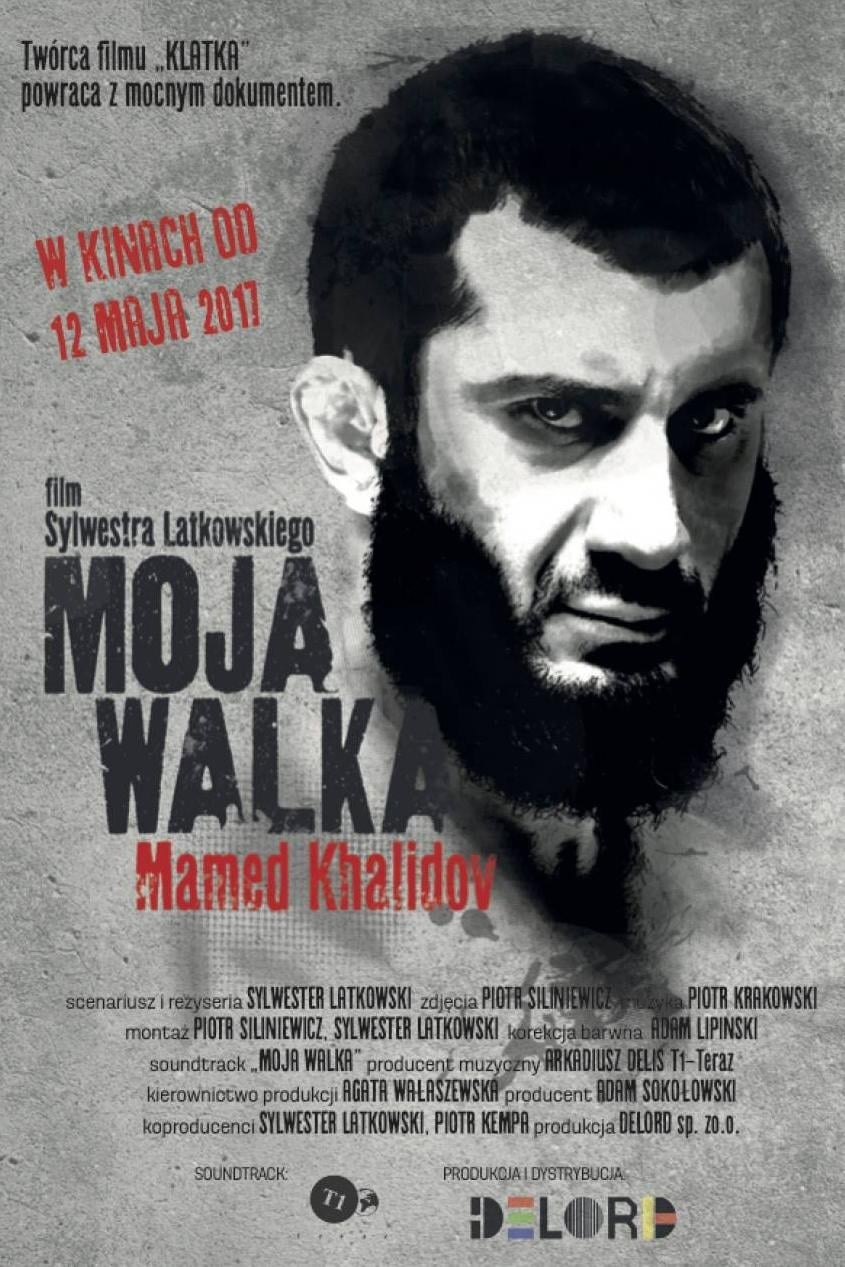 Twórca filmu „KLATKA”
powraca z mocnym dokumentem.
W KINACH OD
12 MAJA 2017
film
Sylwestra Latkowskiego
MOJA
WALKA
Mamed Khalidov
scenariusz i reżyseria SYLWESTER LATKOWSKI zdjęcia PIOTR SILINIEWICZ muzyka PIOTR KRAKOWSKI
montaż PIOTR SILINIEWICZ, SYLWESTER LATKOWSKI korekcja barwna ADAM LIPINSKI
soundtrack „MOJA WALKA” producent muzyczny ARKADIUSZ DELIS T1-Teraz
kierownictwo produkcji AGATA WAŁASZEWSKA producent ADAM SOKOŁOWSKI
koproducenci SYLWESTER LATKOWSKI, PIOTR KEMPA produkcja DELORD sp. zo.o.
SOUNDTRACK: PRODUKCJA I DYSTRYBUCJA:
T1 DELORD